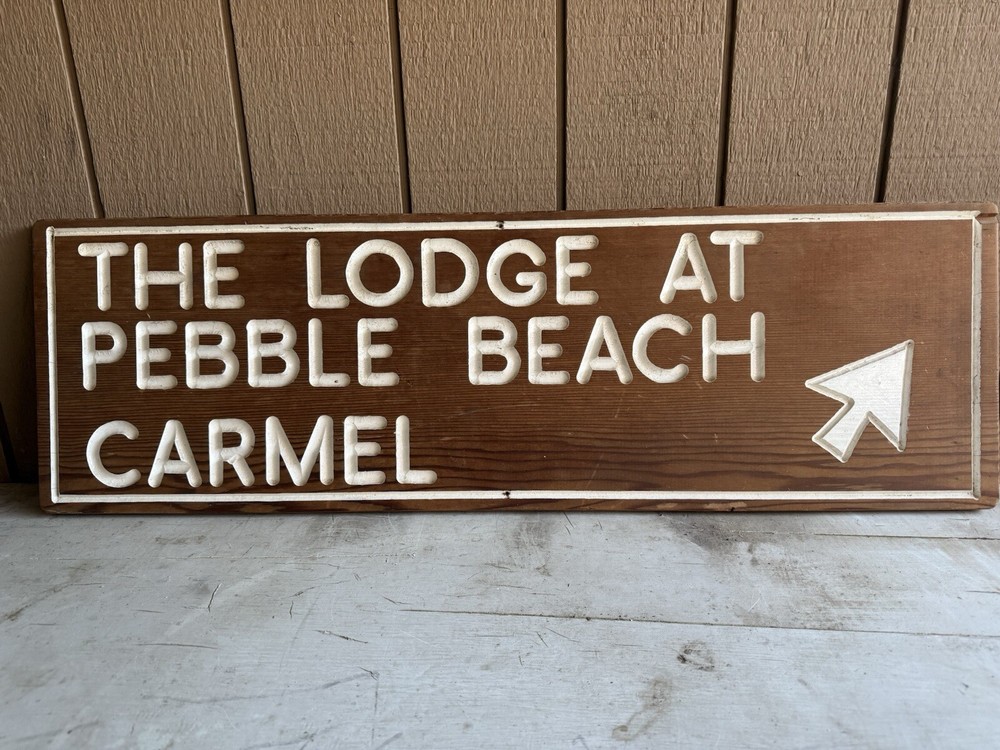 THE LODGE AT
PEBBLE BEACH
CARMEL